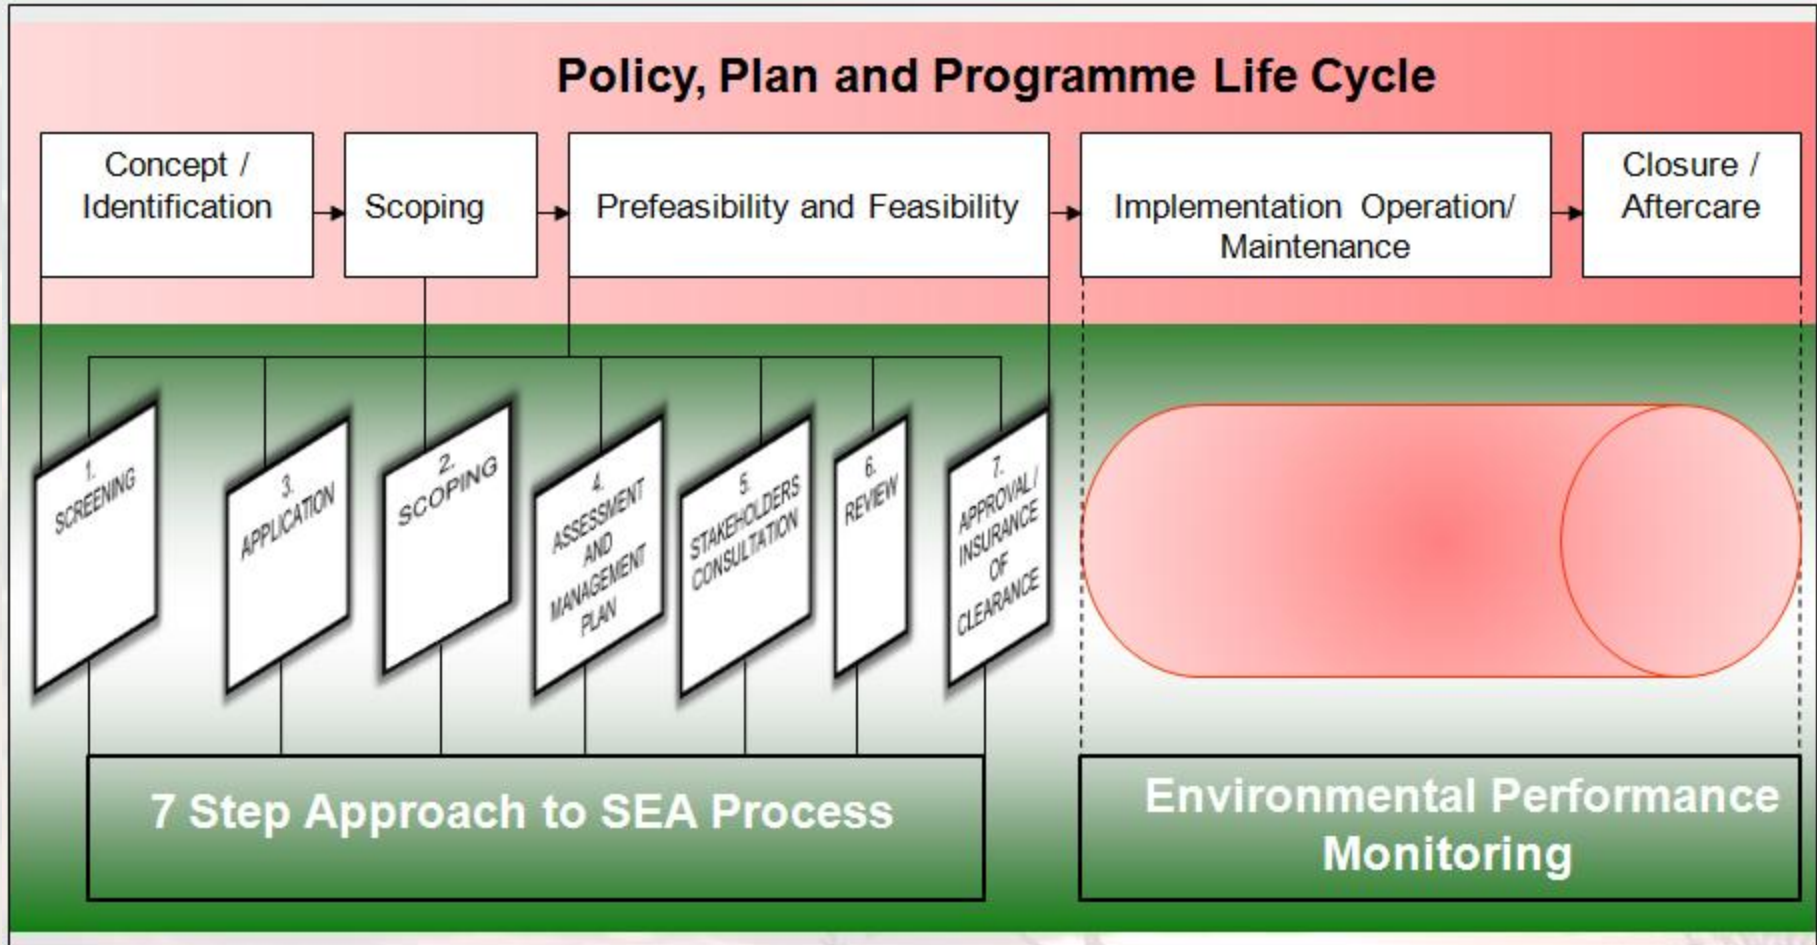 Policy, Plan and Programme Life Cycle
Concept /
Identification
Scoping
Prefeasibility and Feasibility
Implementation Operation/
Maintenance
Closure /
Aftercare
1.
SCREENING
3.
APPLICATION
2.
SCOPING
4.
ASSESSMENT
AND
MANAGEMENT
PLAN
5.
STAKEHOLDERS
CONSULTATION
6.
REVIEW
7.
APPROVAL/
INSURANCE
OF
CLEARANCE
7 Step Approach to SEA Process
Environmental Performance
Monitoring